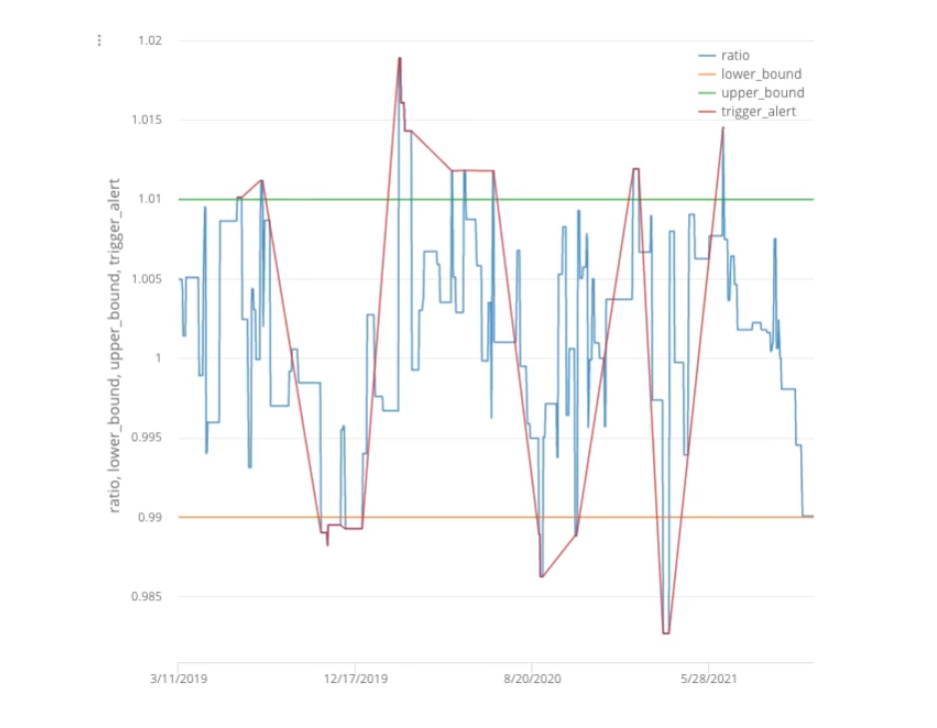 1.02
ratio
lower_bound
upper_bound
trigger_alert
1.015
1.01
1.005
1
0.995
0.99
0.985
ratio, lower_bound, upper_bound, trigger_alert
3/11/2019 12/17/2019 8/20/2020 5/28/2021